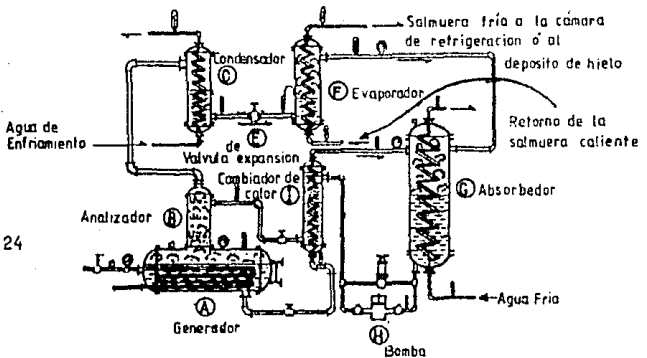 Salmuera fría a la cámara
de refrigeracion ó al
deposito de hielo
Condensador
C
F Evaporador
Agua de
Enfriamiento
E
Valvula de expansion
Retorno de la
salmuera caliente
Cambiador de
calor I
G Absorbedor
Analizador B
24
A
Generador
Agua Fria
H
Bomba